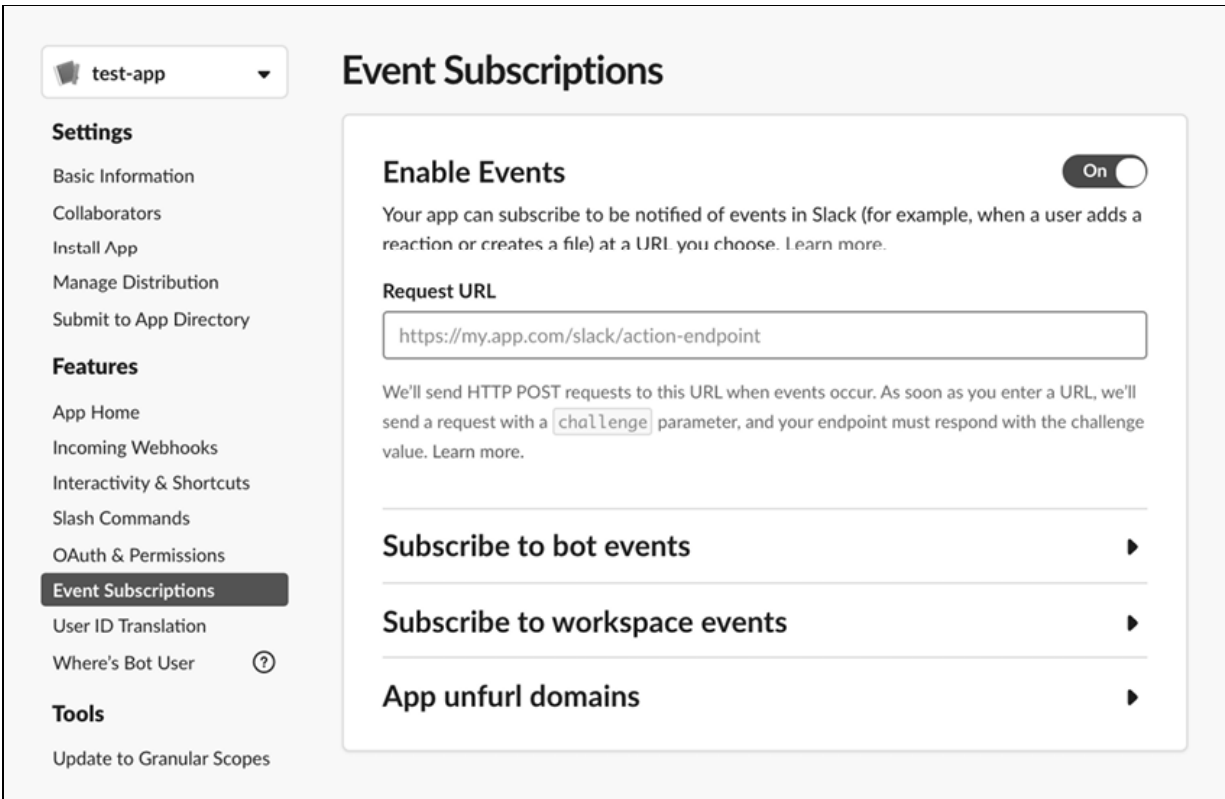 test-app
Settings
Basic Information
Collaborators
Install App
Manage Distribution
Submit to App Directory
Features
App Home
Incoming Webhooks
Interactivity & Shortcuts
Slash Commands
OAuth & Permissions
Event Subscriptions
User ID Translation
Where's Bot User ?
Tools
Update to Granular Scopes
Event Subscriptions
Enable Events On
Your app can subscribe to be notified of events in Slack (for example, when a user adds a
reaction or creates a file) at a URL you choose. Learn more.
Request URL
https://my.app.com/slack/action-endpoint
We'll send HTTP POST requests to this URL when events occur. As soon as you enter a URL, we'll
send a request with a challenge parameter, and your endpoint must respond with the challenge
value. Learn more.
Subscribe to bot events
Subscribe to workspace events
App unfurl domains